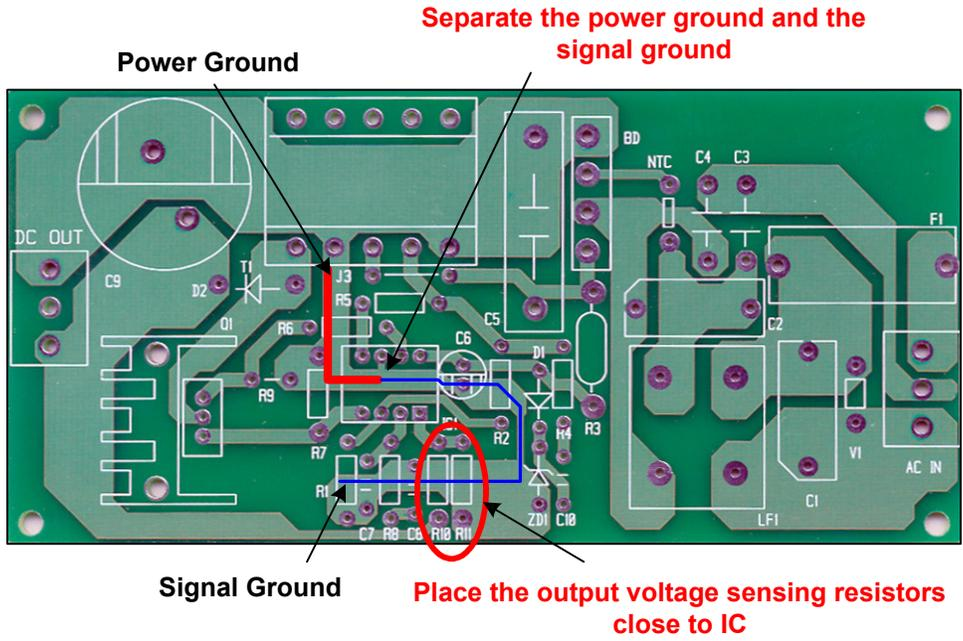 Separate the power ground and the
signal ground
Power Ground
BD
NTC
C4
C3
DC OUT
F1
T1
C9
D2
J3
R5
C5
C2
Q1
R6
C6
D1
R9
R2
R4
R3
R7
V1
AC IN
R1
C1
LF1
C7
R8
C8
R10
R11
ZD1
C10
Signal Ground
Place the output voltage sensing resistors
close to IC